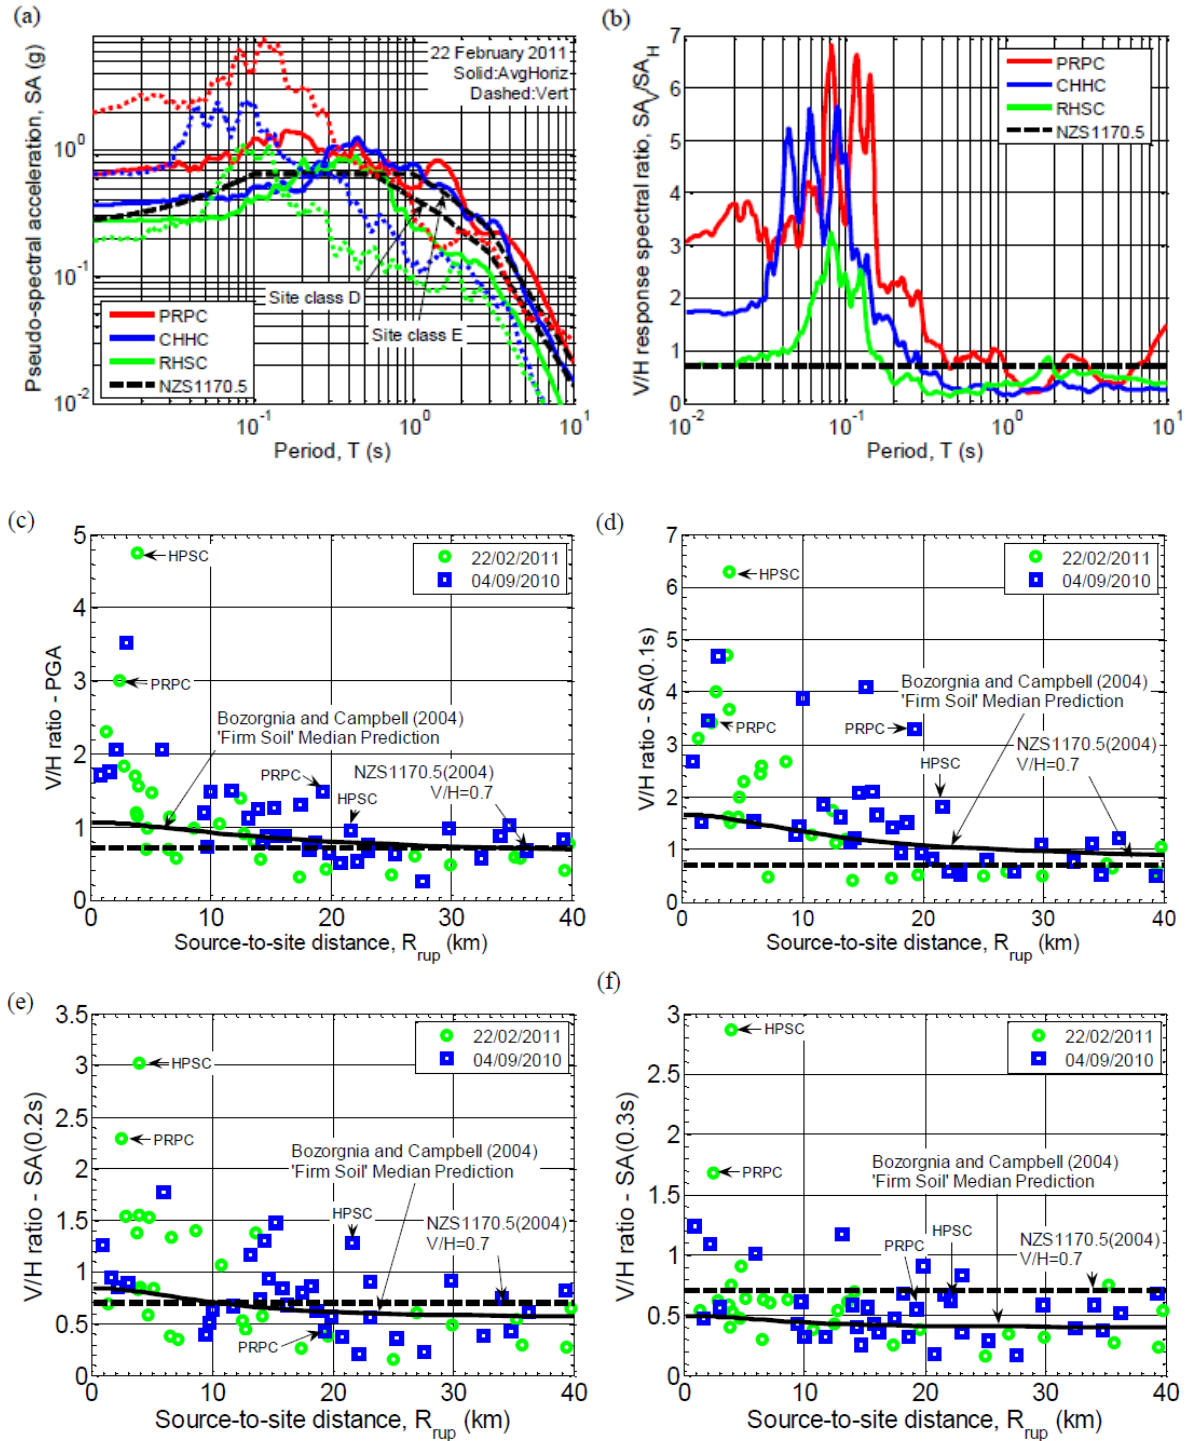 (a)
Pseudo-spectral acceleration, SA (g)
10^0
10^-1
10^-2
22 February 2011
Solid:AvgHoriz
Dashed:Vert
Site class D
Site class E
PRPC
CHHC
RHSC
NZS1170.5
10^-1
10^0
10^1
Period, T (s)
(b)
V/H response spectral ratio, SA_V/SA_H
7
6
5
4
3
2
1
0
PRPC
CHHC
RHSC
NZS1170.5
10^-2
10^-1
10^0
10^1
Period, T (s)
(c)
V/H ratio - PGA
5
4
3
2
1
0
HPSC
22/02/2011
04/09/2010
PRPC
Bozorgnia and Campbell (2004)
'Firm Soil' Median Prediction
PRPC
NZS1170.5(2004)
V/H=0.7
HPSC
0
10
20
30
40
Source-to-site distance, R_rup (km)
(d)
V/H ratio - SA(0.1s)
7
6
5
4
3
2
1
0
HPSC
22/02/2011
04/09/2010
Bozorgnia and Campbell (2004)
'Firm Soil' Median Prediction
PRPC
PRPC
NZS1170.5(2004)
V/H=0.7
HPSC
0
10
20
30
40
Source-to-site distance, R_rup (km)
(e)
V/H ratio - SA(0.2s)
3.5
3
2.5
2
1.5
1
0.5
0
HPSC
22/02/2011
04/09/2010
PRPC
Bozorgnia and Campbell (2004)
'Firm Soil' Median Prediction
HPSC
NZS1170.5(2004)
V/H=0.7
PRPC
0
10
20
30
40
Source-to-site distance, R_rup (km)
(f)
V/H ratio - SA(0.3s)
3
2.5
2
1.5
1
0.5
0
HPSC
22/02/2011
04/09/2010
PRPC
Bozorgnia and Campbell (2004)
'Firm Soil' Median Prediction
HPSC
PRPC
NZS1170.5(2004)
V/H=0.7
0
10
20
30
40
Source-to-site distance, R_rup (km)